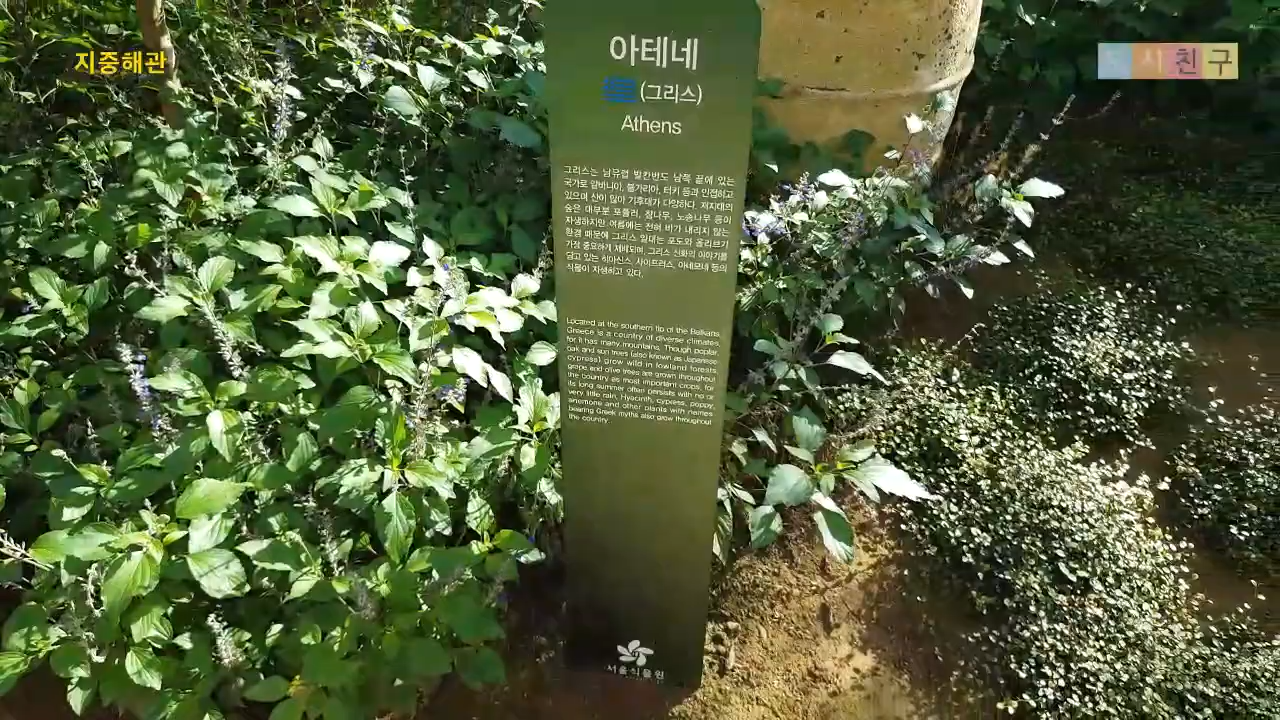 지중해관
도시친구
아테네
(그리스)
Athens
그리스는 남유럽 발칸반도 남쪽 끝에 있는
국가로 알바니아, 불가리아, 터키 등과 인접하고
있으며 산이 많아 기후대가 다양하다. 저지대의
숲은 대부분 포플러, 참나무, 노송나무 등이
자생하지만 여름에는 전혀 비가 내리지 않는
환경 때문에 그리스 일대는 포도와 올리브가
가장 중요하게 재배되며, 그리스 신화의 이야기를
담고 있는 히아신스, 사이프러스, 아네모네 등의
식물이 자생하고 있다.
Located at the southern tip of the Balkans,
Greece is a country of diverse climates
for it has many mountains. Though poplar,
oak and sun trees (also known as Japanese
cypress) grow wild in lowland forests
grape and olive trees are grown throughout
the country as most important crops, for
its long summer often persists with no or
very little rain. Hyacinth, cypress, poppy,
anemone and other plants with names
bearing Greek myths also grow throughout
the country.
서울식물원